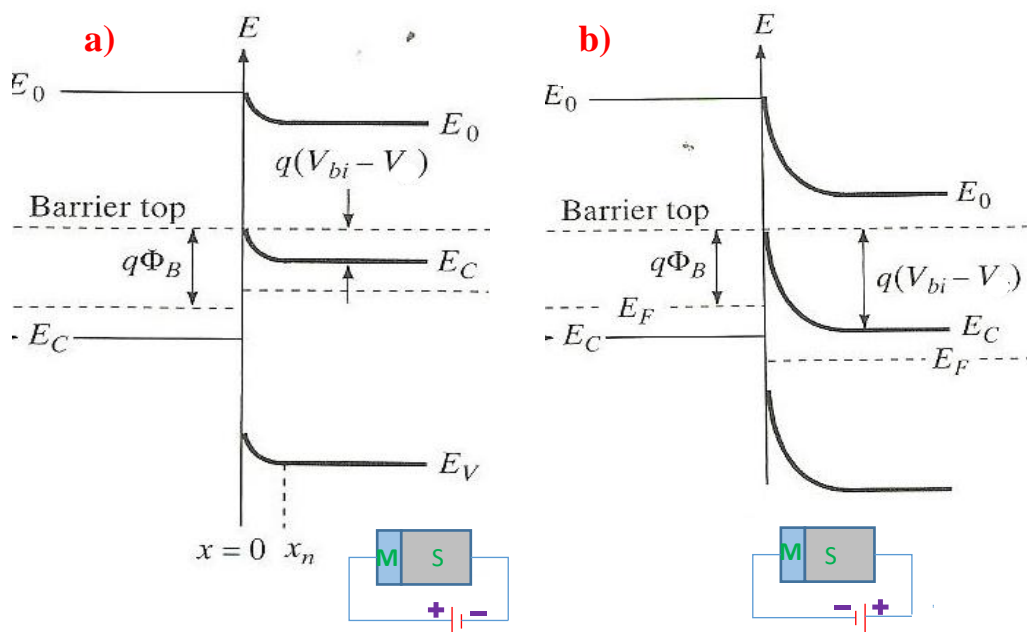 a)
E
E0
E0
q(Vbi − V)
Barrier top
qΦB
EC
EC
EV
x = 0
xn
M
S
+
−
b)
E
E0
E0
Barrier top
qΦB
q(Vbi − V)
EF
EC
EC
EF
M
S
−
+